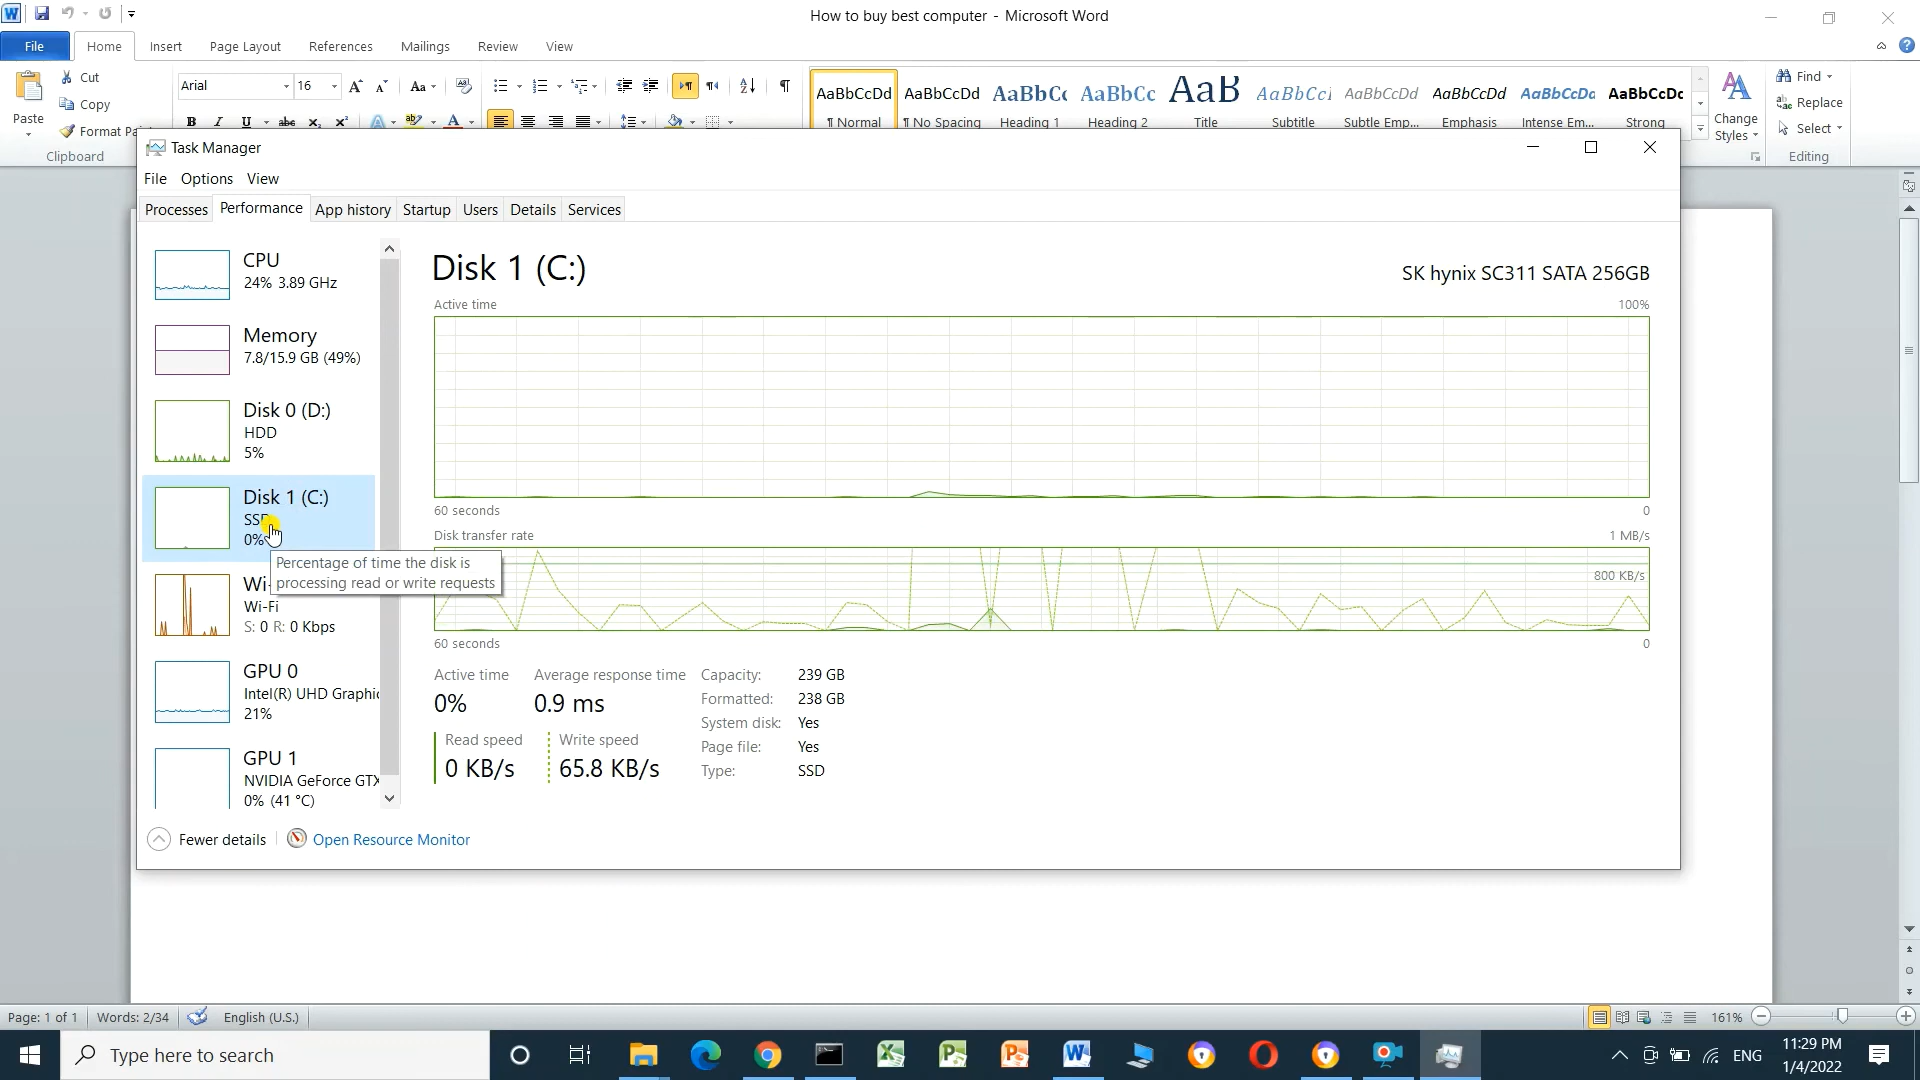 How to buy best computer - Microsoft Word
File Home Insert Page Layout References Mailings Review View
Paste
Cut
Copy
Format
Clipboard
Arial 16
AaBbCcDd AaBbCcDd AaBbCc AaBbCc AaB AaBbCcI AaBbCcDd AaBbCcDd AaBbCcDc AaBbCcDc
¶ Normal ¶ No Spacing Heading 1 Heading 2 Title Subtitle Subtle Emp... Emphasis Intense Em... Strong
Change
Styles
Find
Replace
Select
Editing
Task Manager
File Options View
Processes Performance App history Startup Users Details Services
CPU
24% 3.89 GHz
Memory
7.8/15.9 GB (49%)
Disk 0 (D:)
HDD
5%
Disk 1 (C:)
SSD
0%
Percentage of time the disk is
processing read or write requests
Wi-Fi
S: 0 R: 0 Kbps
GPU 0
Intel(R) UHD Graphic
21%
GPU 1
NVIDIA GeForce GTX
0% (41 °C)
Disk 1 (C:)
SK hynix SC311 SATA 256GB
Active time 100%
60 seconds 0
Disk transfer rate 1 MB/s
800 KB/s
60 seconds 0
Active time
0%
Average response time
0.9 ms
Read speed
0 KB/s
Write speed
65.8 KB/s
Capacity: 239 GB
Formatted: 238 GB
System disk: Yes
Page file: Yes
Type: SSD
Fewer details Open Resource Monitor
Page: 1 of 1 Words: 2/34 English (U.S.) 161%
Type here to search
ENG
11:29 PM
1/4/2022